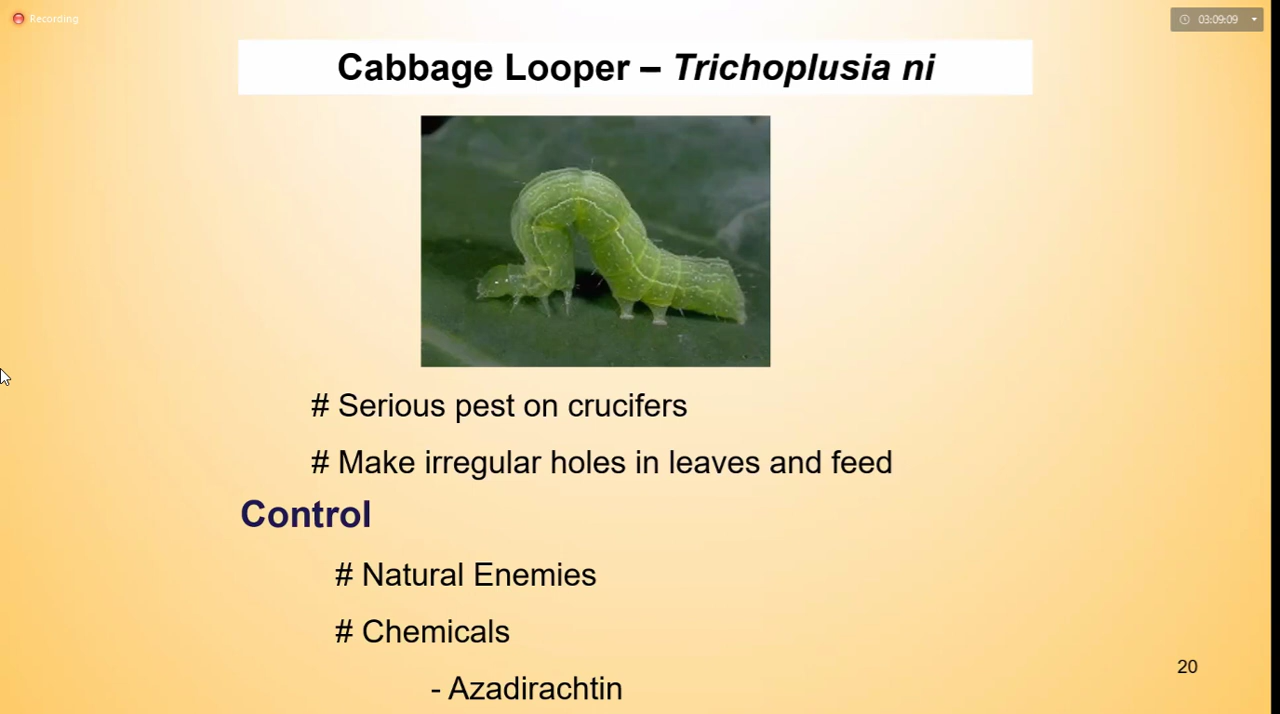 Recording
03:09:09
Cabbage Looper – Trichoplusia ni
# Serious pest on crucifers
# Make irregular holes in leaves and feed
Control
# Natural Enemies
# Chemicals
- Azadirachtin
20